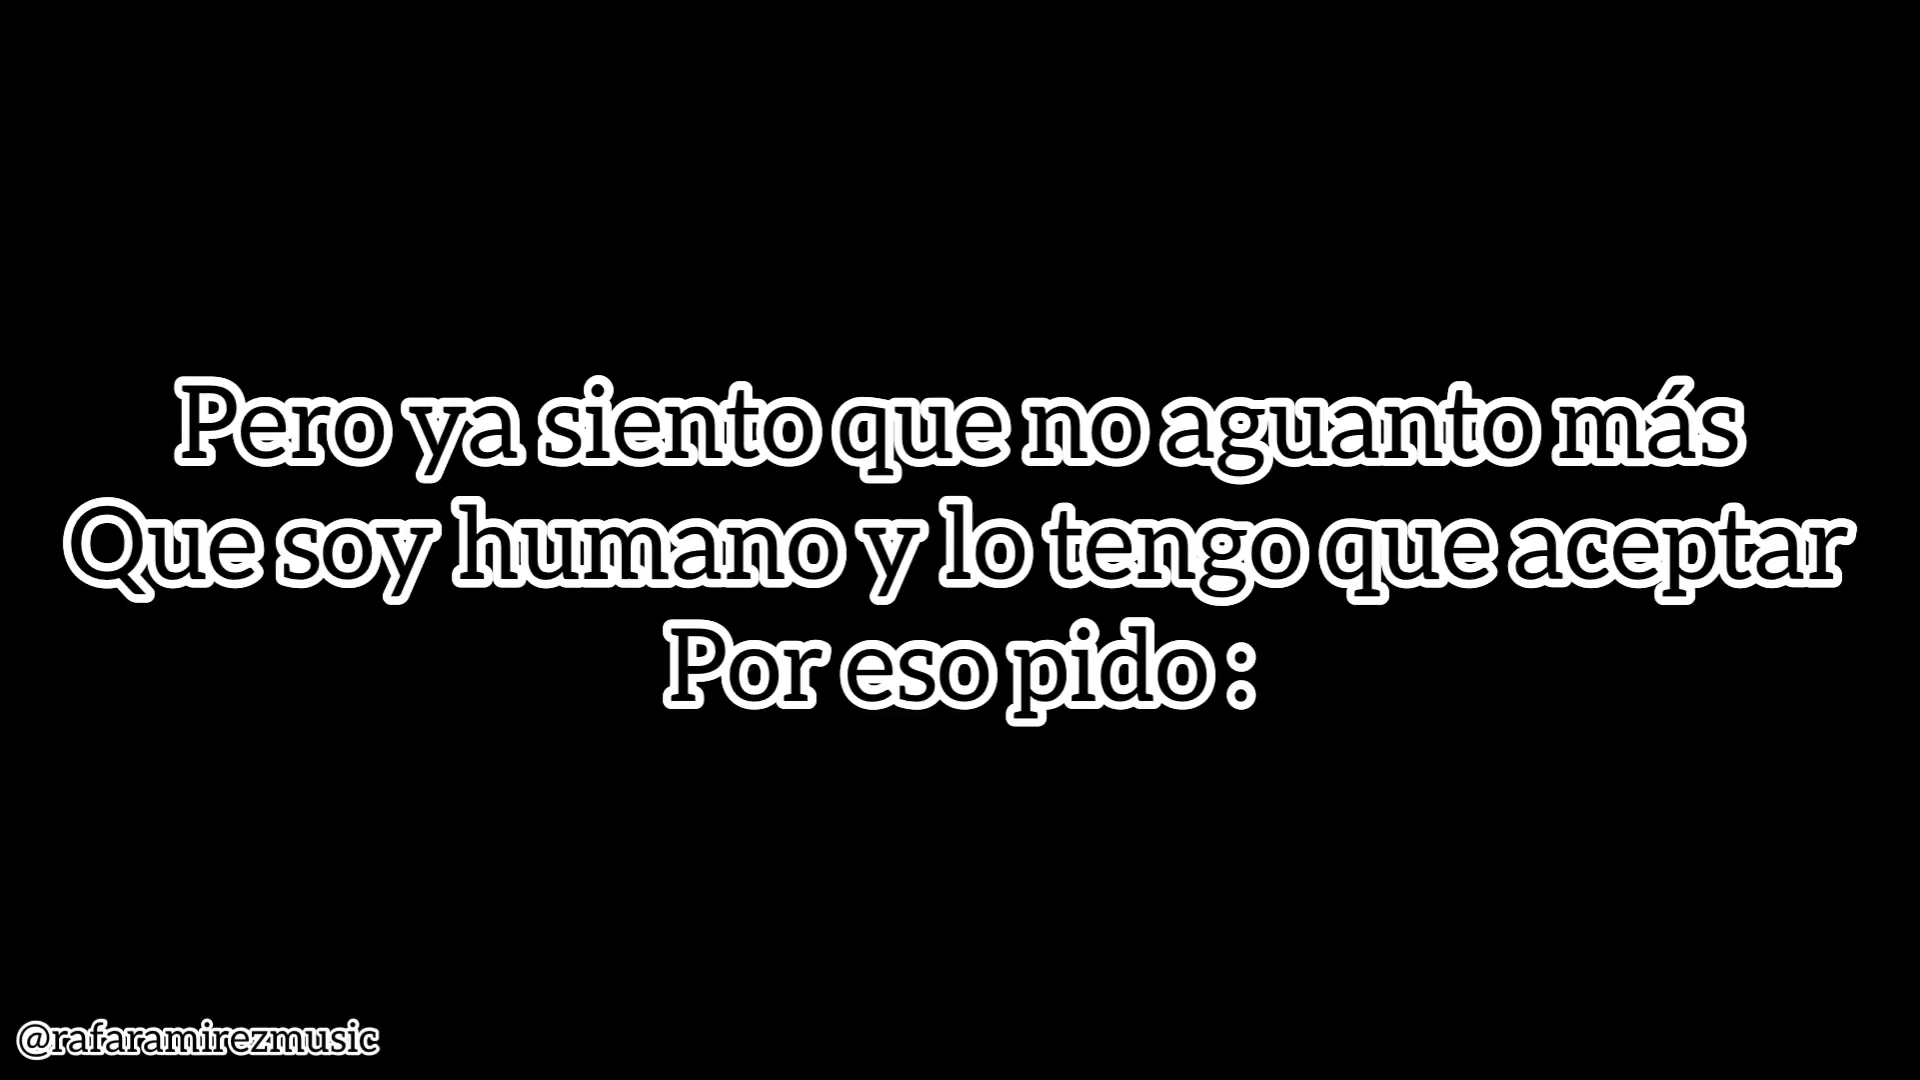 Pero ya siento que no aguanto más
Que soy humano y lo tengo que aceptar
Por eso pido:
@rafaramirezmusic